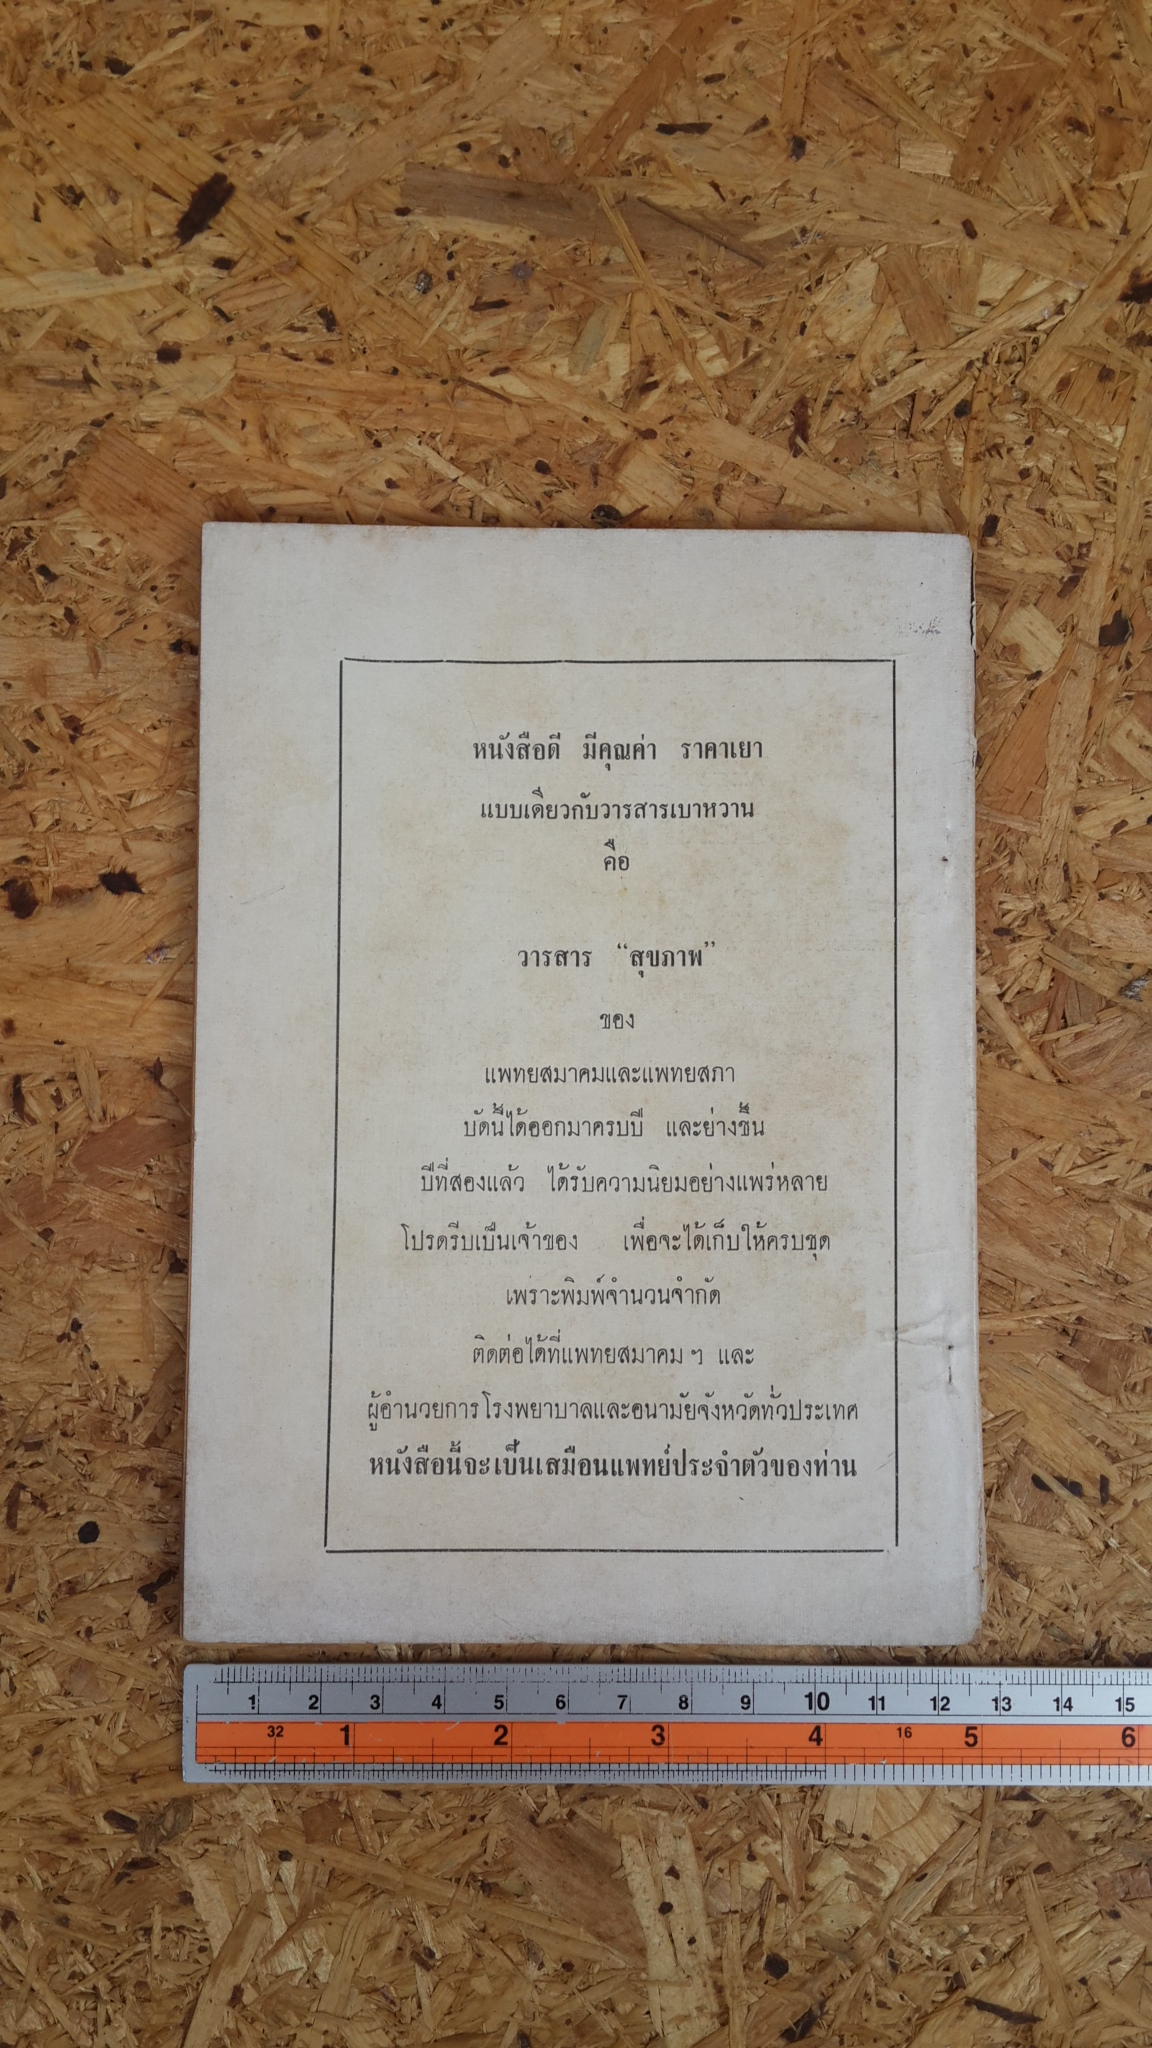 หนังสือดี มีคุณค่า ราคาเยา
แบบเดียวกับวารสารเบาหวาน
คือ
วารสาร “สุขภาพ”
ของ
แพทยสมาคมและแพทยสภา
บัดนี้ได้ออกมาครบปี และย่างขึ้น
ปีที่สองแล้ว ได้รับความนิยมอย่างแพร่หลาย
โปรดรีบเป็นเจ้าของ เพื่อจะได้เก็บให้ครบชุด
เพราะพิมพ์จำนวนจำกัด
ติดต่อได้ที่แพทยสมาคม ฯ และ
ผู้อำนวยการโรงพยาบาลและอนามัยจังหวัดทั่วประเทศ
หนังสือนี้จะเป็นเสมือนแพทย์ประจำตัวของท่าน
1 2 3 4 5 6 7 8 9 10 11 12 13 14 15
32 1 2 3 4 16 5 6